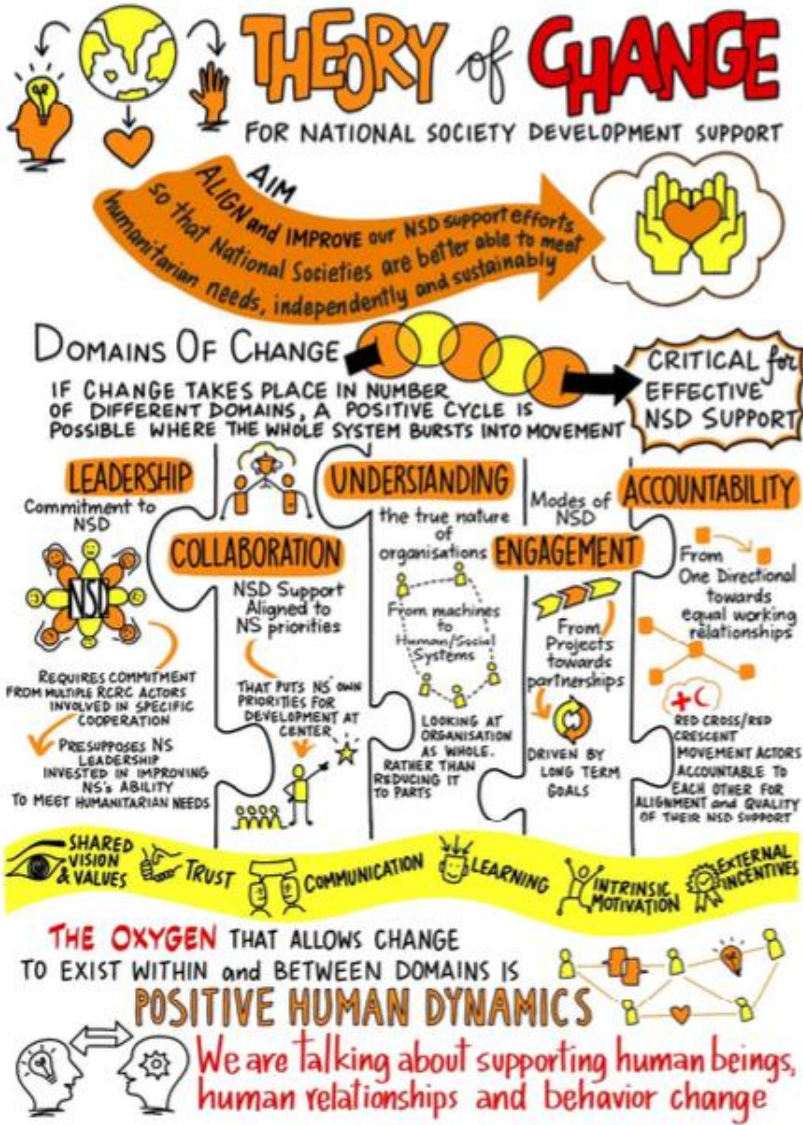 THEORY of CHANGE
FOR NATIONAL SOCIETY DEVELOPMENT SUPPORT
AIM
ALIGN and IMPROVE our NSD support efforts
so that National Societies are better able to meet
humanitarian needs, independently and sustainably
DOMAINS OF CHANGE
IF CHANGE TAKES PLACE IN NUMBER
OF DIFFERENT DOMAINS, A POSITIVE CYCLE IS
POSSIBLE WHERE THE WHOLE SYSTEM BURSTS INTO MOVEMENT
CRITICAL for
EFFECTIVE
NSD SUPPORT
LEADERSHIP
Commitment to
NSD
NSD
REQUIRES COMMITMENT
FROM MULTIPLE RCRC ACTORS
INVOLVED IN SPECIFIC
COOPERATION
PRESUPPOSES NS
LEADERSHIP
INVESTED IN IMPROVING
NS's ABILITY
TO MEET HUMANITARIAN NEEDS
COLLABORATION
NSD Support
Aligned to
NS priorities
THAT PUTS NS' OWN
PRIORITIES FOR
DEVELOPMENT AT
CENTER
UNDERSTANDING
the true nature
of
organisations
From machines
to
Human/Social
Systems
LOOKING AT
ORGANISATION
AS WHOLE.
RATHER THAN
REDUCING IT
TO PARTS
Modes of
NSD
ENGAGEMENT
From
Projects
towards
partnerships
DRIVEN BY
LONG TERM
GOALS
ACCOUNTABILITY
From
One Directional
towards
equal working
relationships
RED CROSS/RED
CRESCENT
MOVEMENT ACTORS
ACCOUNTABLE TO
EACH OTHER FOR
ALIGNMENT and QUALITY
OF THEIR NSD SUPPORT
SHARED
VISION
& VALUES
TRUST
COMMUNICATION
LEARNING
INTRINSIC
MOTIVATION
EXTERNAL
INCENTIVES
THE OXYGEN THAT ALLOWS CHANGE
TO EXIST WITHIN and BETWEEN DOMAINS IS
POSITIVE HUMAN DYNAMICS
We are talking about supporting human beings,
human relationships and behavior change